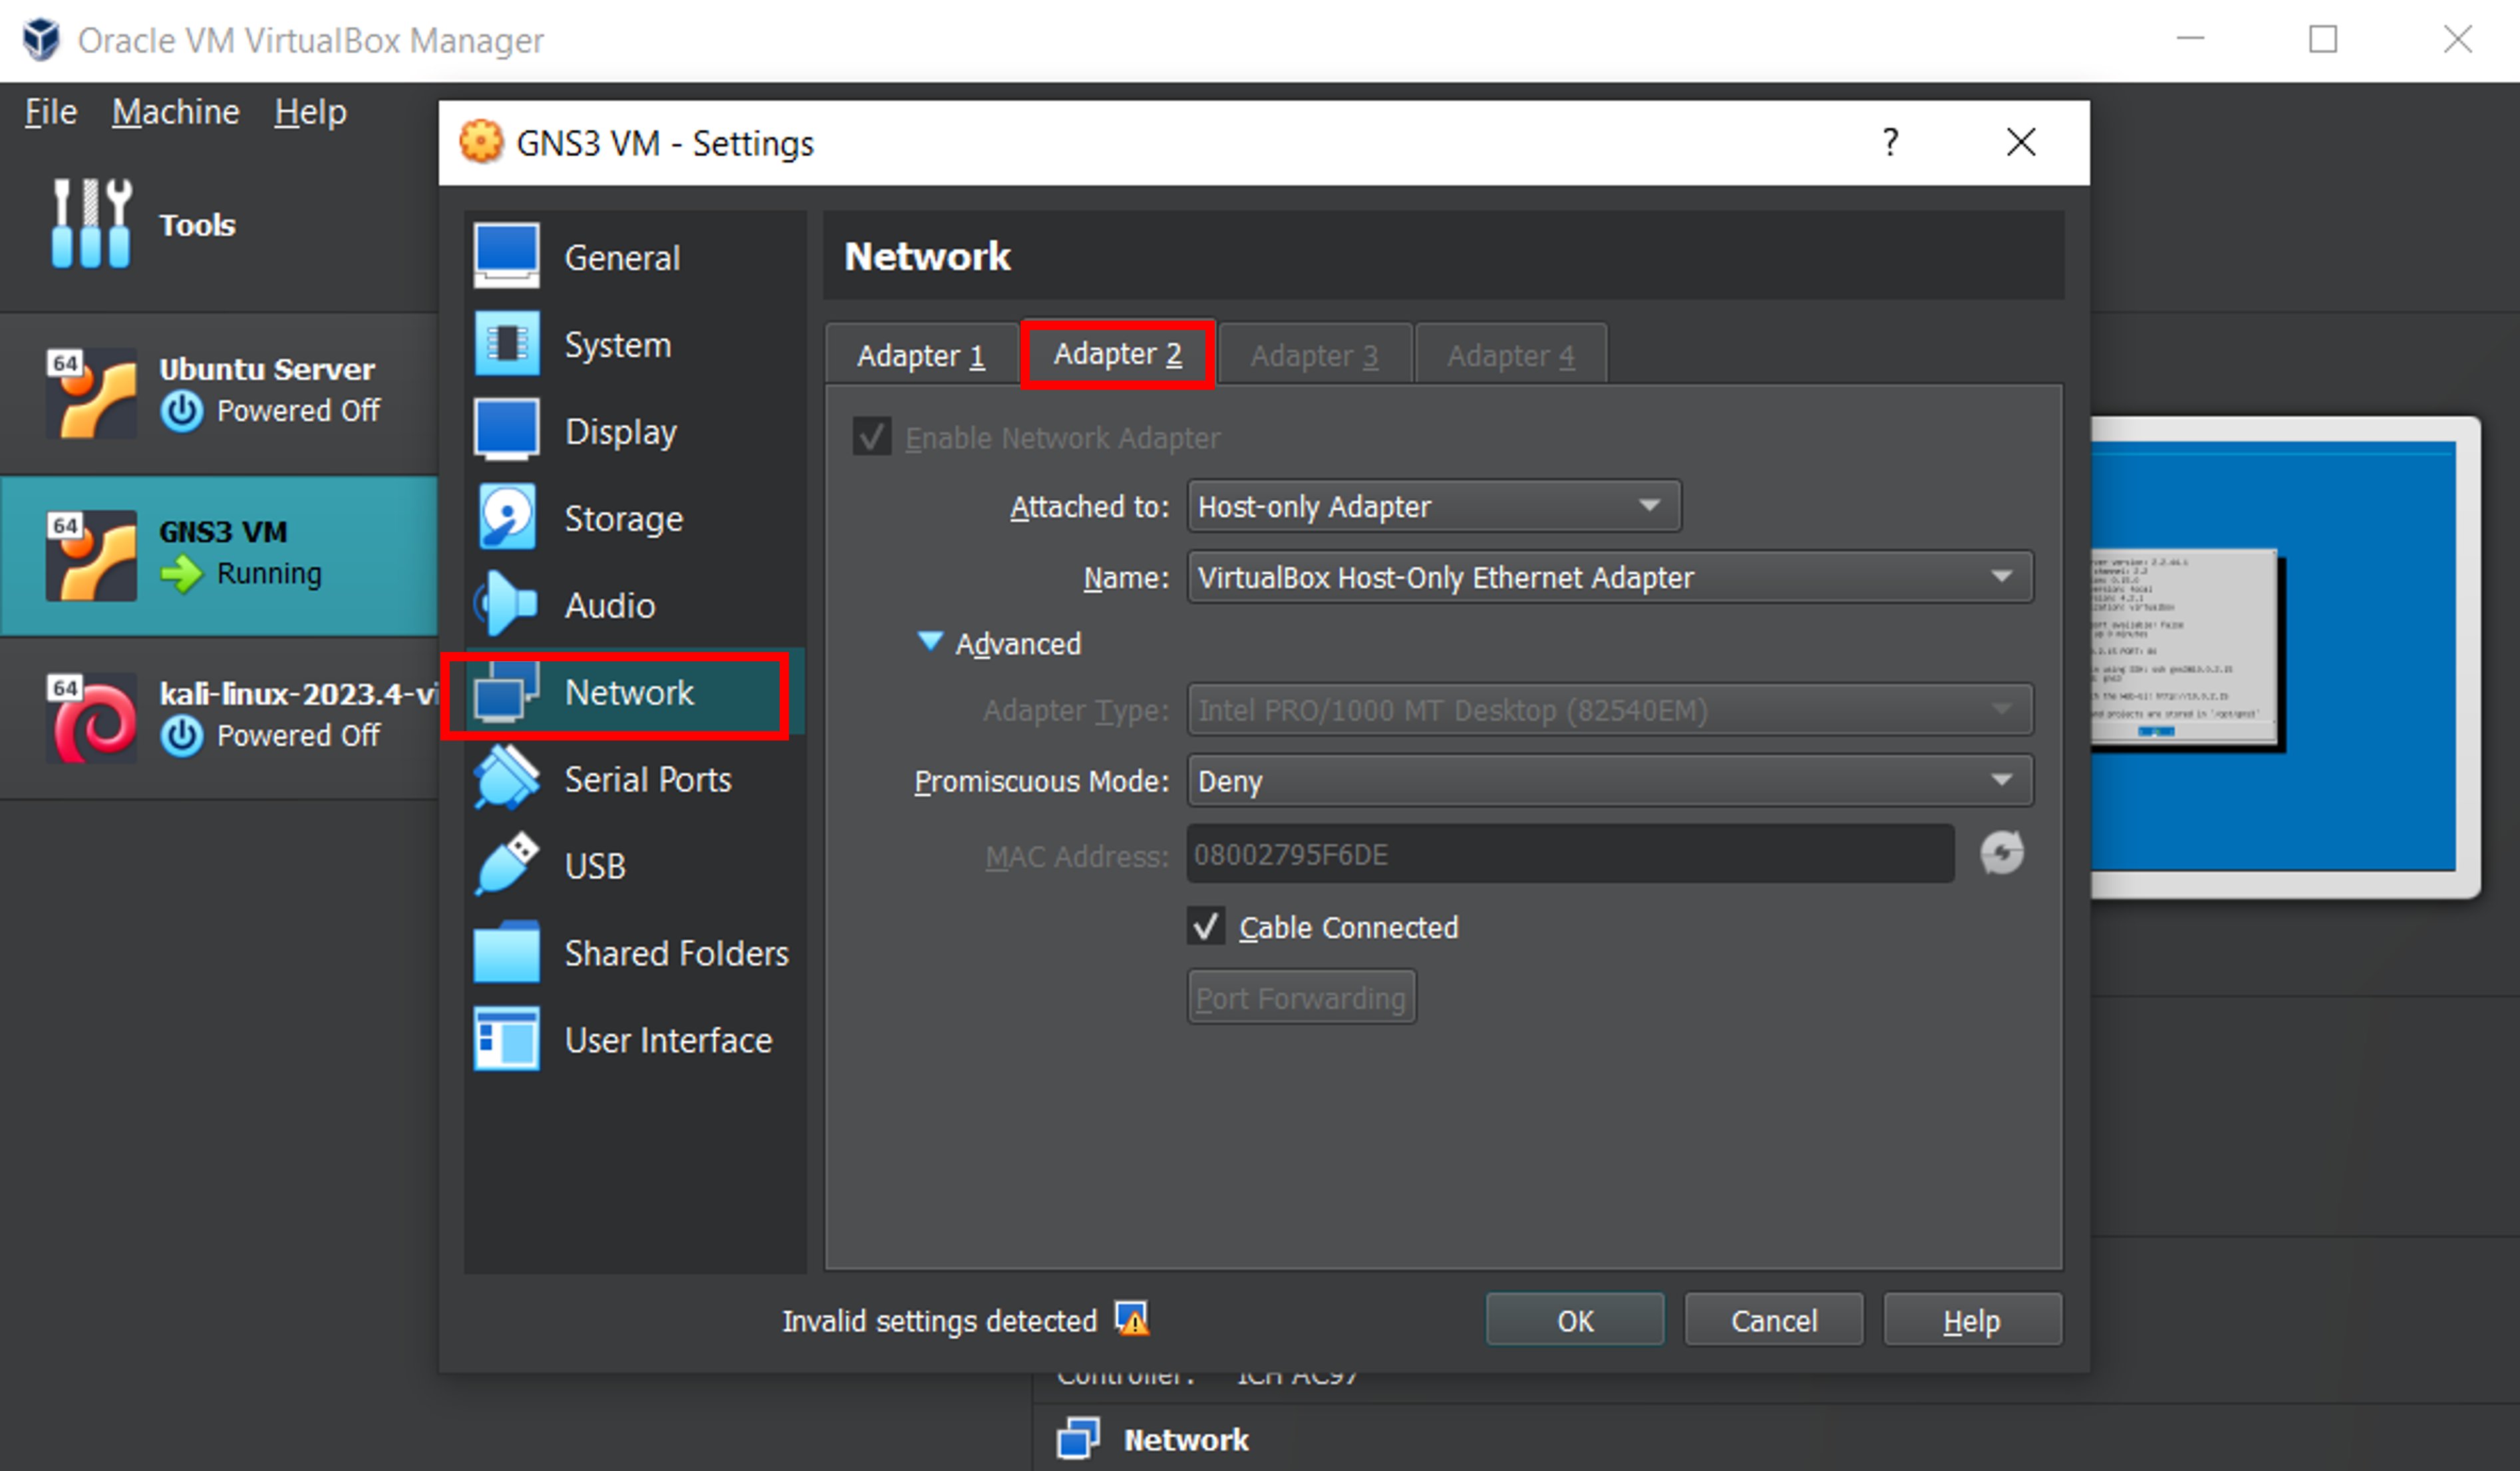 Oracle VM VirtualBox Manager
File Machine Help
GNS3 VM - Settings
?
Tools
64
Ubuntu Server
Powered Off
64
GNS3 VM
Running
64
kali-linux-2023.4-vi
Powered Off
General
System
Display
Storage
Audio
Network
Serial Ports
USB
Shared Folders
User Interface
Network
Adapter 1 Adapter 2 Adapter 3 Adapter 4
Enable Network Adapter
Attached to: Host-only Adapter
Name: VirtualBox Host-Only Ethernet Adapter
Advanced
Adapter Type: Intel PRO/1000 MT Desktop (82540EM)
Promiscuous Mode: Deny
MAC Address: 08002795F6DE
Cable Connected
Port Forwarding
Invalid settings detected
OK Cancel Help
Controller: ICH AC97
Network